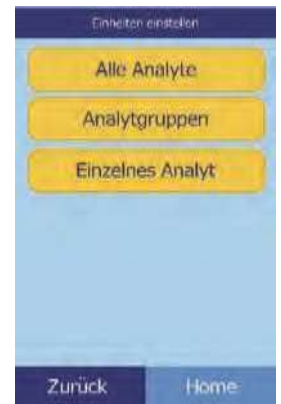 Einheiten einstellen
Alle Analyte
Analytgruppen
Einzelnes Analyt
Zurück Home